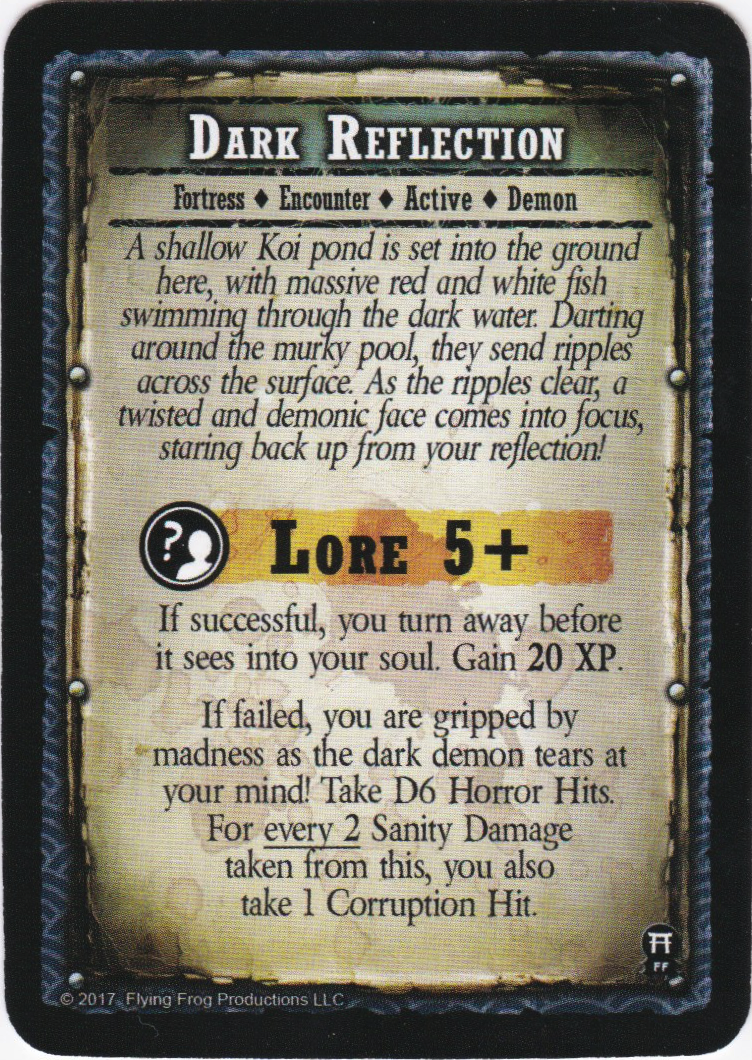 Dark Reflection
Fortress ♦ Encounter ♦ Active ♦ Demon
A shallow Koi pond is set into the ground
here, with massive red and white fish
swimming through the dark water. Darting
around the murky pool, they send ripples
across the surface. As the ripples clear, a
twisted and demonic face comes into focus,
staring back up from your reflection!
?
Lore 5+
If successful, you turn away before
it sees into your soul. Gain 20 XP.
If failed, you are gripped by
madness as the dark demon tears at
your mind! Take D6 Horror Hits.
For every 2 Sanity Damage
taken from this, you also
take 1 Corruption Hit.
FF
© 2017 Flying Frog Productions LLC